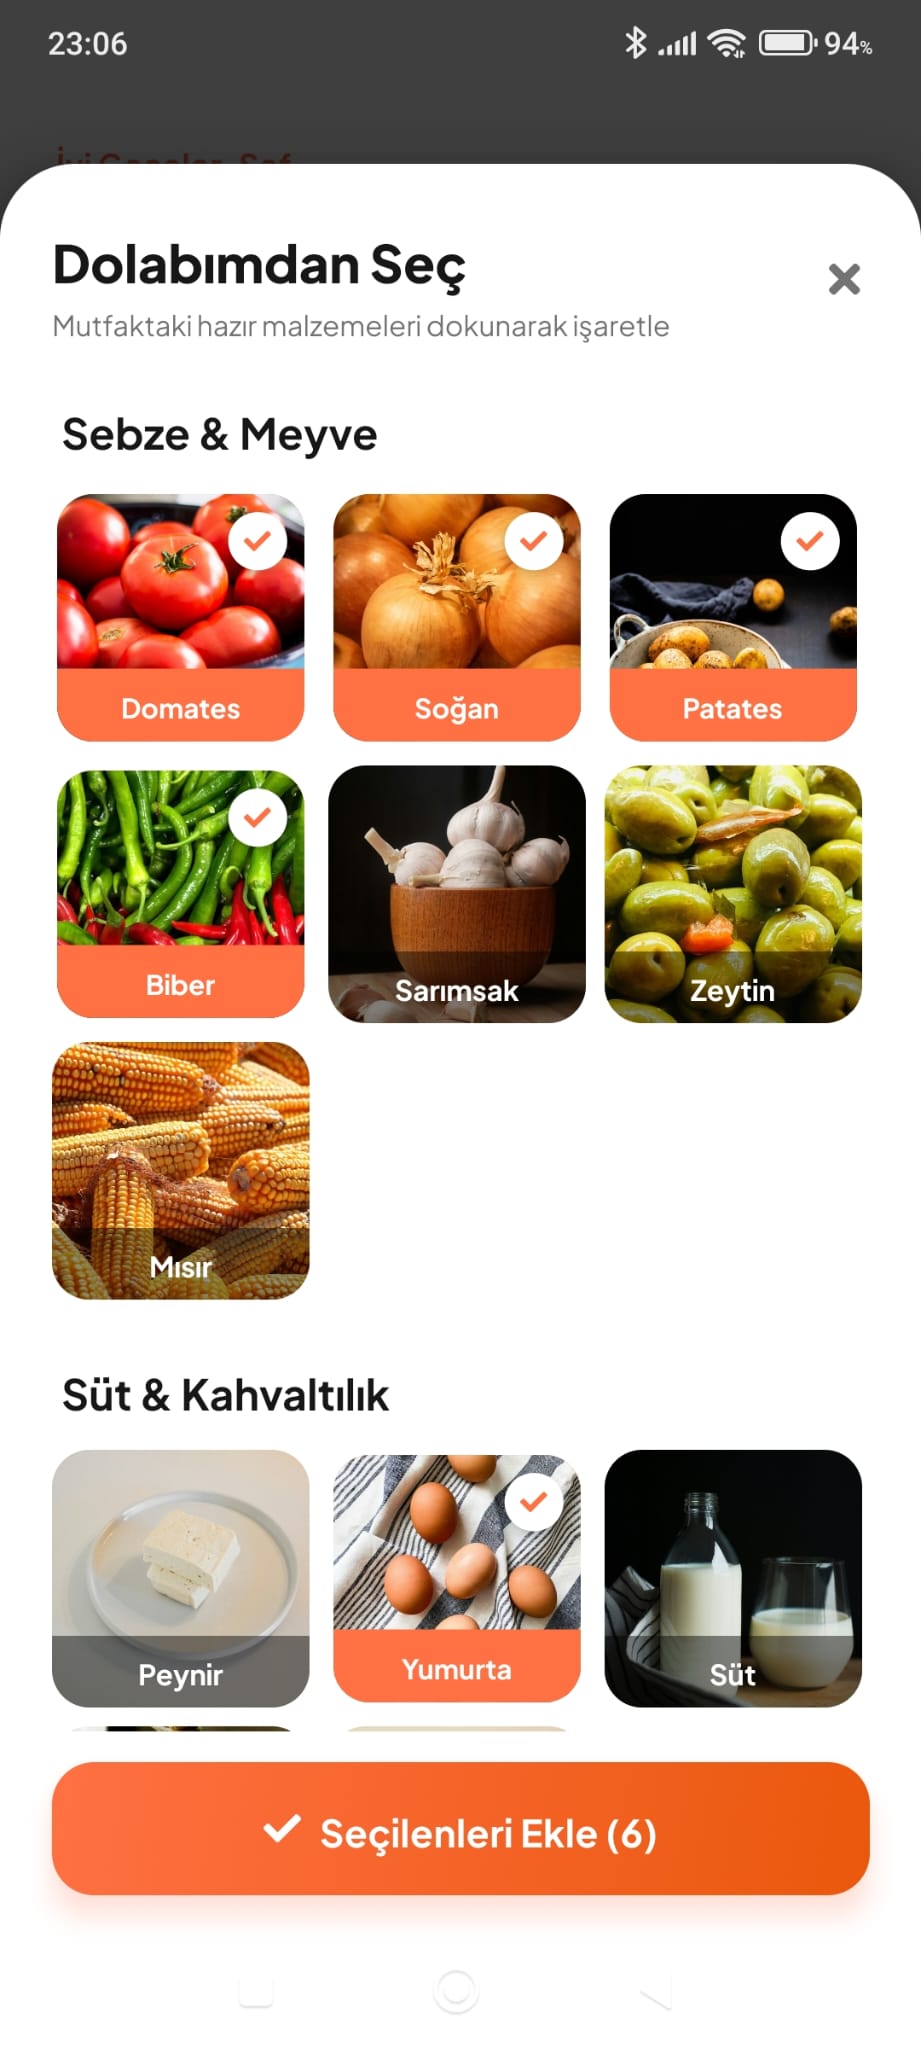 23:06
94%
Dolabımdan Seç
Mutfaktaki hazır malzemeleri dokunarak işaretle
Sebze & Meyve
Domates
Soğan
Patates
Biber
Sarımsak
Zeytin
Mısır
Süt & Kahvaltılık
Peynir
Yumurta
Süt
Seçilenleri Ekle (6)